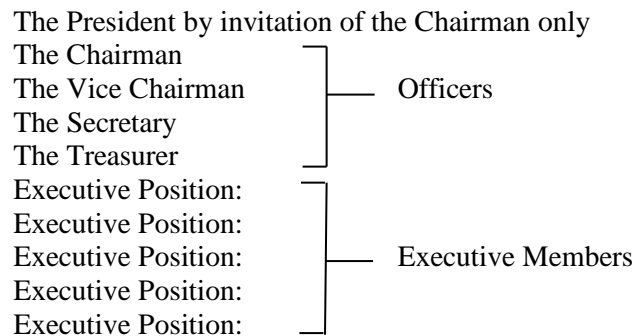 The President by invitation of the Chairman only
The Chairman
The Vice Chairman
Officers
The Secretary
The Treasurer
Executive Position:
Executive Position:
Executive Position:
Executive Members
Executive Position:
Executive Position: